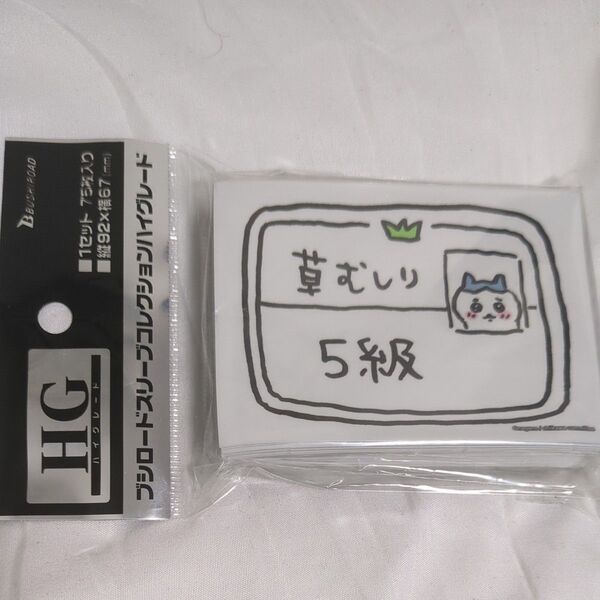 BUSHIROAD
■1セット 75枚入り
■縦92×横67(mm)
HG
ハイグレード
ブシロードスリーブコレクションハイグレード
草むしり
5級